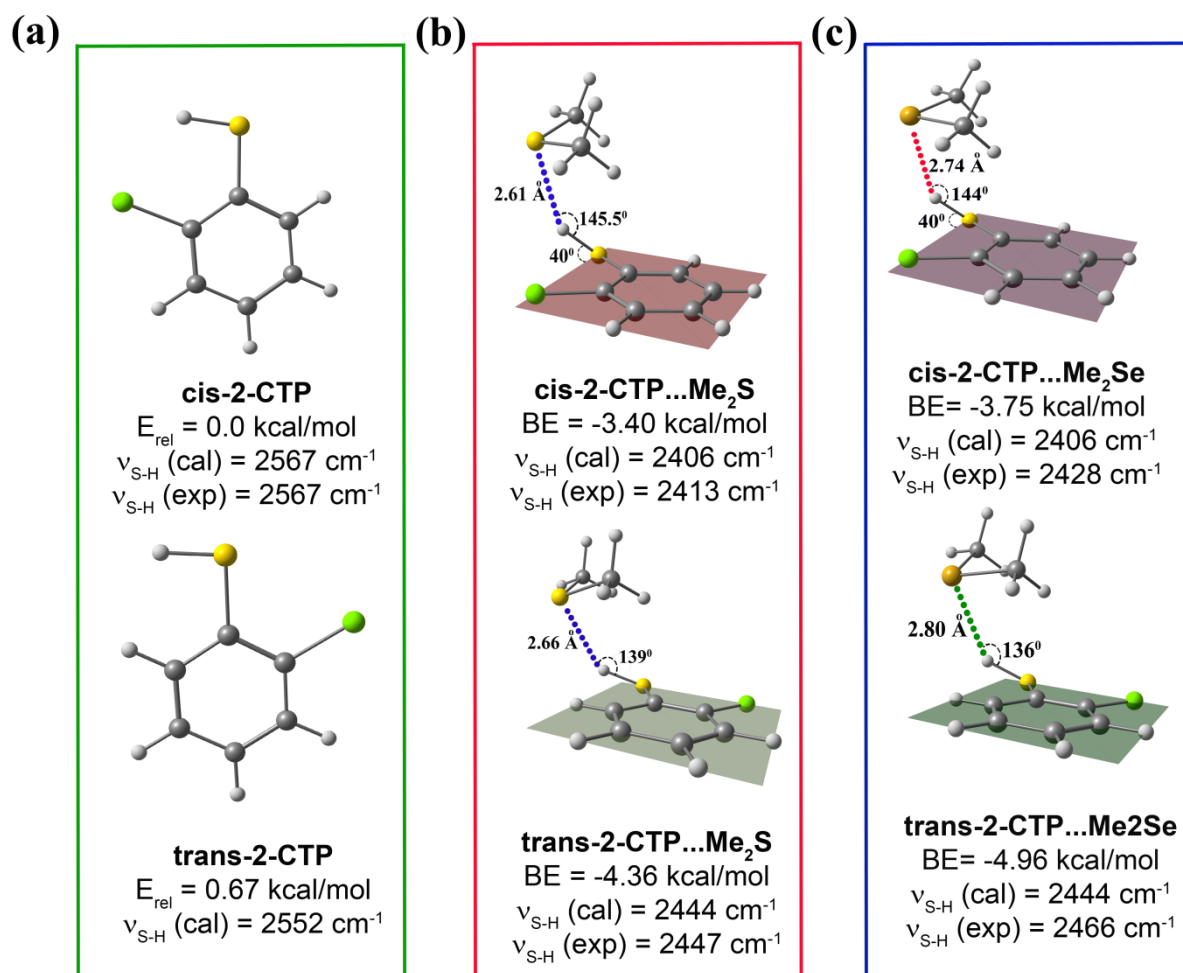 (a)
cis-2-CTP
E_rel = 0.0 kcal/mol
ν_S-H (cal) = 2567 cm⁻¹
ν_S-H (exp) = 2567 cm⁻¹
trans-2-CTP
E_rel = 0.67 kcal/mol
ν_S-H (cal) = 2552 cm⁻¹
(b)
2.61 Å
145.5⁰
40⁰
cis-2-CTP...Me₂S
BE = -3.40 kcal/mol
ν_S-H (cal) = 2406 cm⁻¹
ν_S-H (exp) = 2413 cm⁻¹
2.66 Å
139⁰
trans-2-CTP...Me₂S
BE = -4.36 kcal/mol
ν_S-H (cal) = 2444 cm⁻¹
ν_S-H (exp) = 2447 cm⁻¹
(c)
2.74 Å
144⁰
40⁰
cis-2-CTP...Me₂Se
BE= -3.75 kcal/mol
ν_S-H (cal) = 2406 cm⁻¹
ν_S-H (exp) = 2428 cm⁻¹
2.80 Å
136⁰
trans-2-CTP...Me2Se
BE= -4.96 kcal/mol
ν_S-H (cal) = 2444 cm⁻¹
ν_S-H (exp) = 2466 cm⁻¹